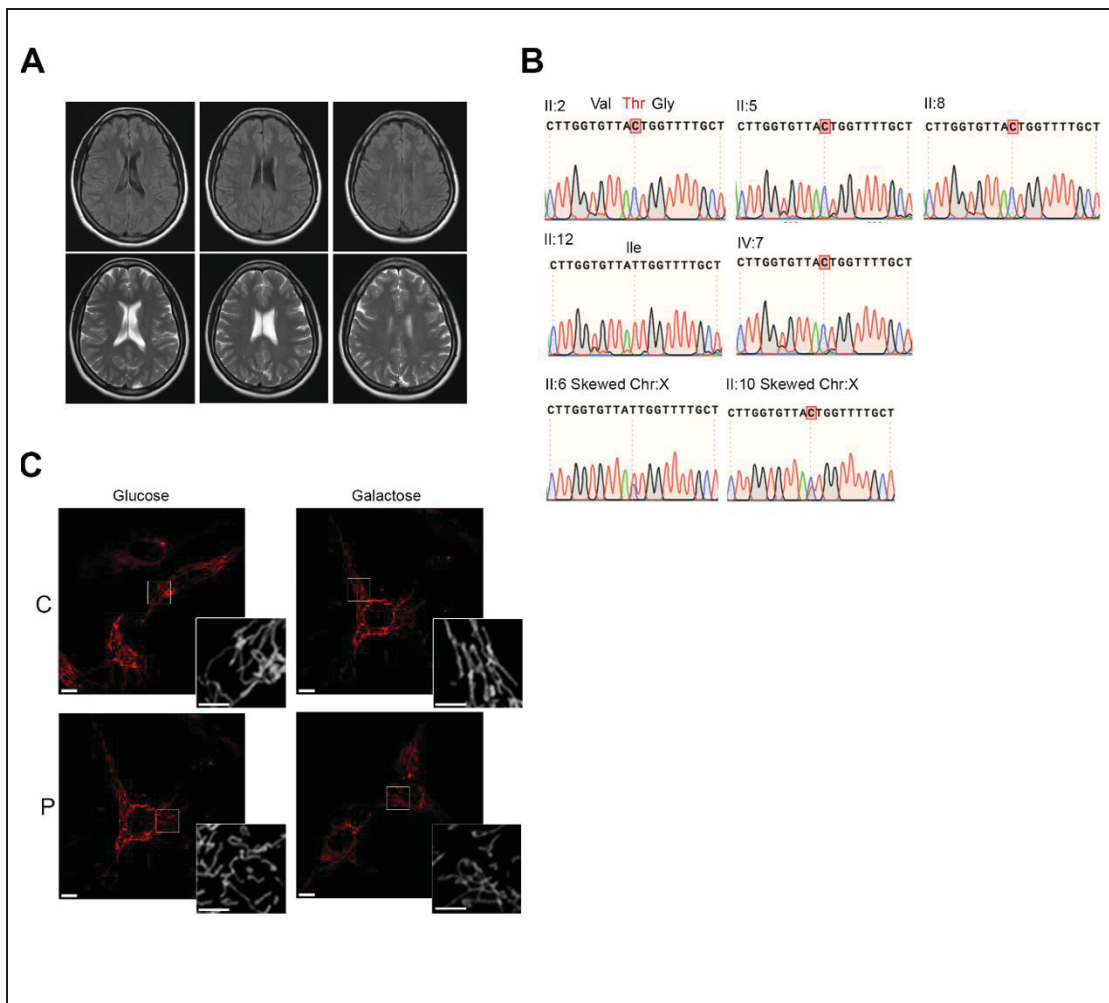 A
B
II:2 Val Thr Gly
CTTGGTGTTACTGGTTTTGCT
II:5
CTTGGTGTTACTGGTTTTGCT
II:8
CTTGGTGTTACTGGTTTTGCT
II:12 Ile
CTTGGTGTTATTGGTTTTGCT
IV:7
CTTGGTGTTACTGGTTTTGCT
II:6 Skewed Chr:X
CTTGGTGTTATTGGTTTTGCT
II:10 Skewed Chr:X
CTTGGTGTTACTGGTTTTGCT
C
Glucose
Galactose
C
P